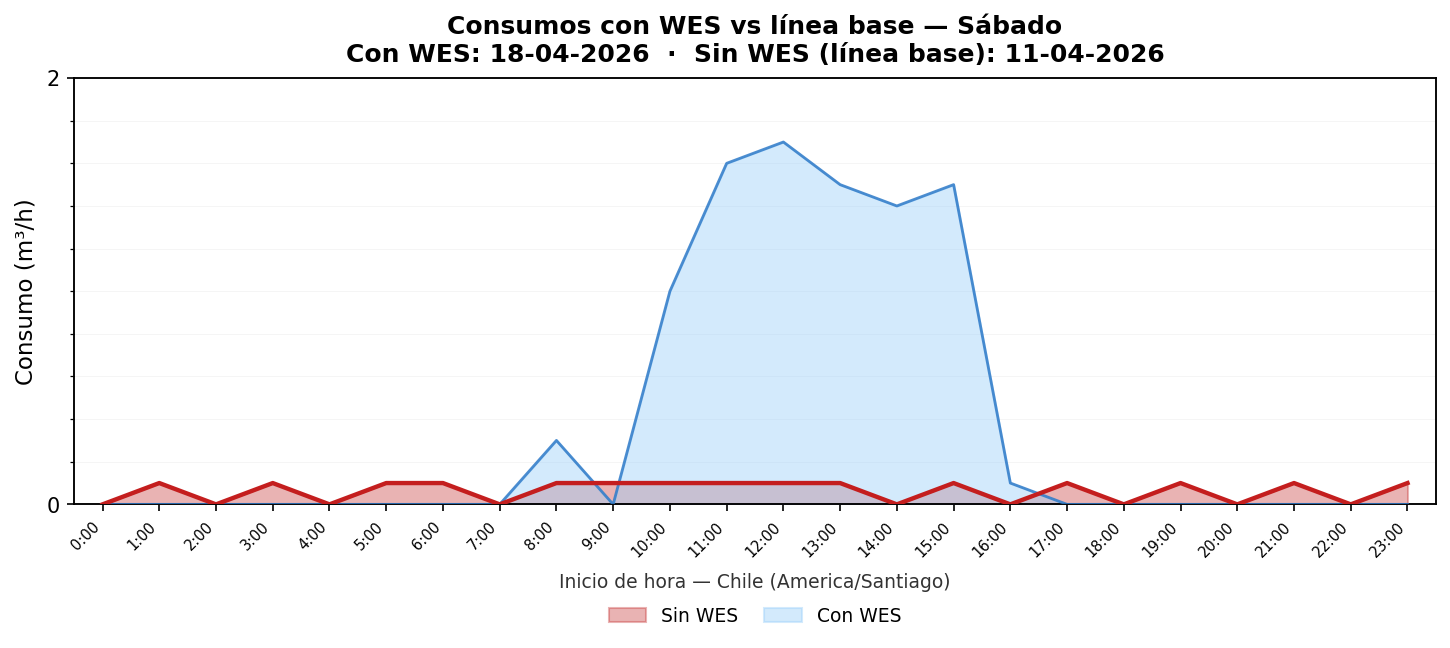 Consumos con WES vs línea base — Sábado
Con WES: 18-04-2026 · Sin WES (línea base): 11-04-2026
Consumo (m³/h)
2
0
0:00 1:00 2:00 3:00 4:00 5:00 6:00 7:00 8:00 9:00 10:00 11:00 12:00 13:00 14:00 15:00 16:00 17:00 18:00 19:00 20:00 21:00 22:00 23:00
Inicio de hora — Chile (America/Santiago)
Sin WES Con WES